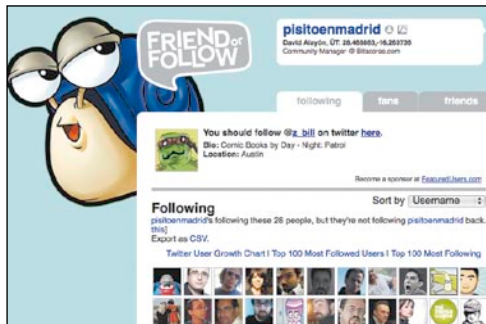 FRIEND or
FOLLOW
pisitoenmadrid
David Alayón, ÜT: 28.463853,-16.253735
Community Manager @ Bitacoras.com
following
fans
friends
You should follow @z_bill on twitter here.
Bio: Comic Books by Day - Night: Patrol
Location: Austin
Become a sponsor at FeaturedUsers.com
Following
Sort by Username
pisitoenmadrid's following these 28 people, but they're not following pisitoenmadrid back.
this]
Export as CSV.
Twitter User Growth Chart | Top 100 Most Followed Users | Top 100 Most Following